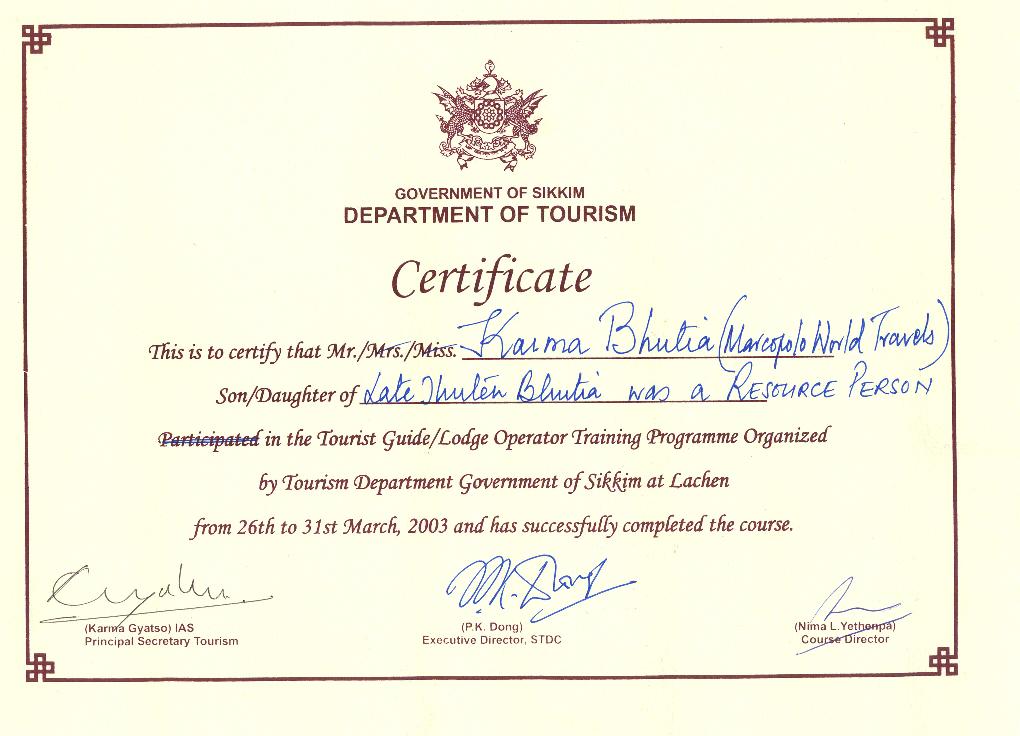 GOVERNMENT OF SIKKIM
DEPARTMENT OF TOURISM
Certificate
This is to certify that Mr./Mrs./Miss. Karma Bhutia (Marcopolo World Travels)
Son/Daughter of Late Thutén Bhutia was a RESOURCE PERSON
Participated in the Tourist Guide/Lodge Operator Training Programme Organized
by Tourism Department Government of Sikkim at Lachen
from 26th to 31st March, 2003 and has successfully completed the course.
P.K. Dong
(Karma Gyatso) IAS
Principal Secretary Tourism
(P.K. Dong)
Executive Director, STDC
(Nima L.Yethenpa)
Course Director